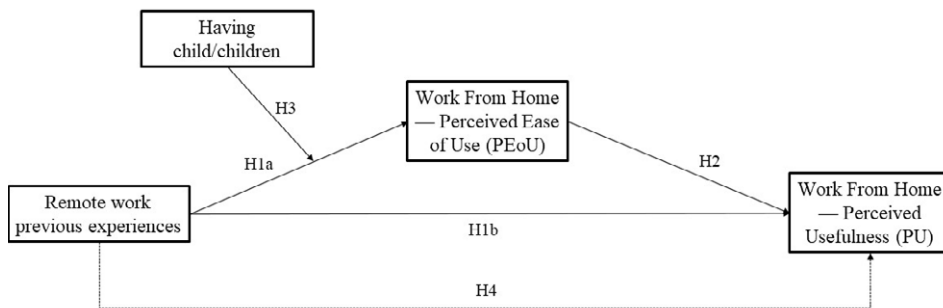 Having
child/children
H3
Work From Home
— Perceived Ease
of Use (PEoU)
H1a
H2
Remote work
previous experiences
Work From Home
— Perceived
Usefulness (PU)
H1b
H4